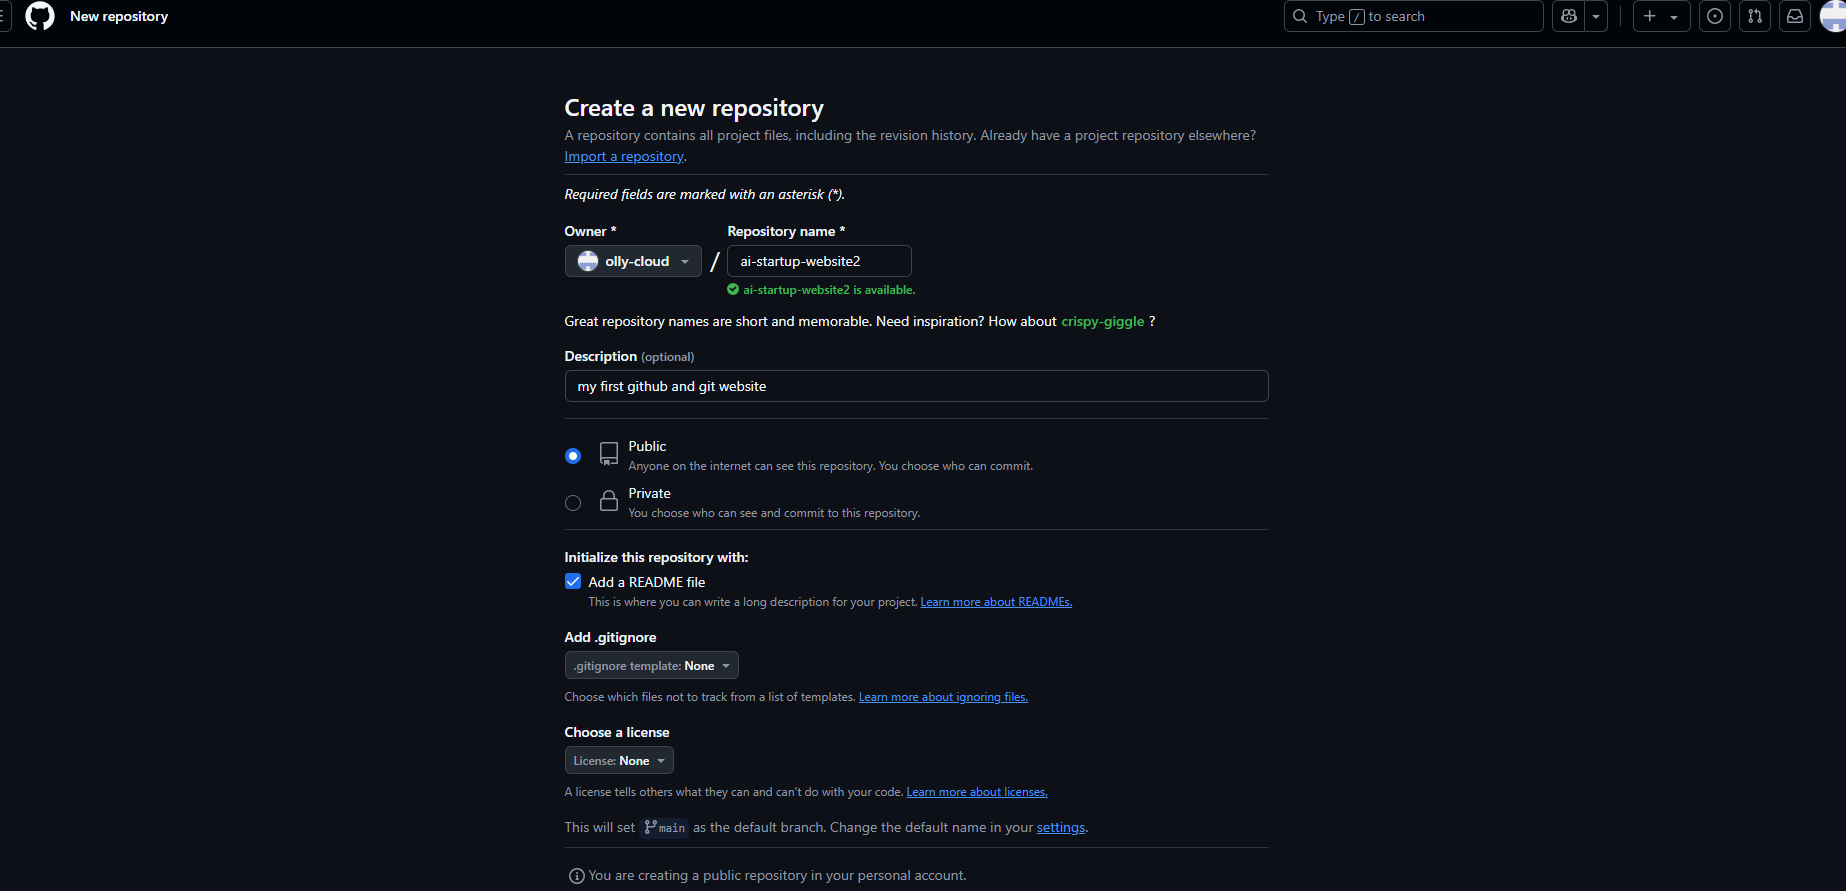 New repository
Type / to search
Create a new repository
A repository contains all project files, including the revision history. Already have a project repository elsewhere?
Import a repository.
Required fields are marked with an asterisk (*).
Owner * Repository name *
olly-cloud / ai-startup-website2
ai-startup-website2 is available.
Great repository names are short and memorable. Need inspiration? How about crispy-giggle ?
Description (optional)
my first github and git website
Public
Anyone on the internet can see this repository. You choose who can commit.
Private
You choose who can see and commit to this repository.
Initialize this repository with:
Add a README file
This is where you can write a long description for your project. Learn more about READMEs.
Add .gitignore
.gitignore template: None
Choose which files not to track from a list of templates. Learn more about ignoring files.
Choose a license
License: None
A license tells others what they can and can't do with your code. Learn more about licenses.
This will set main as the default branch. Change the default name in your settings.
You are creating a public repository in your personal account.